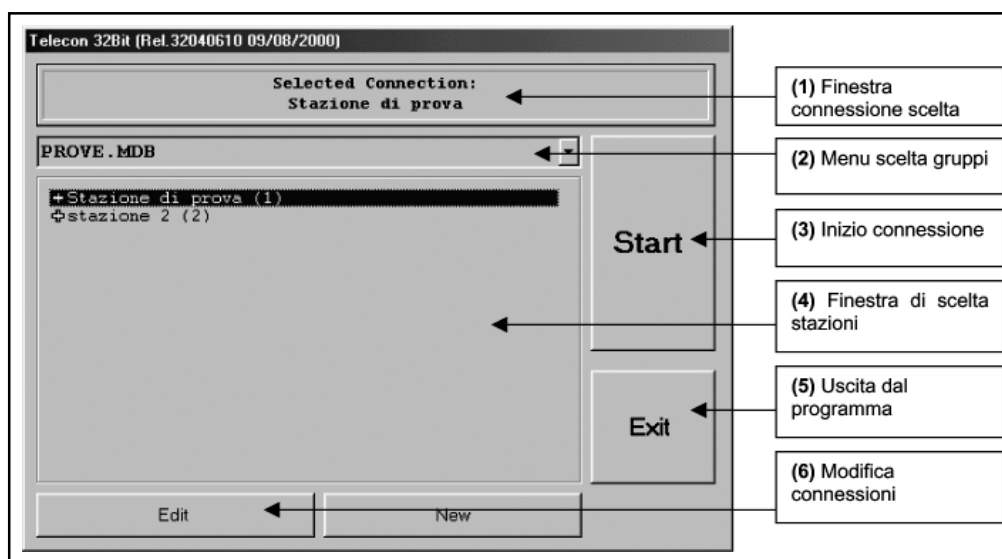 Telecon 32Bit (Rel.32040610 09/08/2000)
Selected Connection:
Stazione di prova
PROVE.MDB
+Stazione di prova (1)
stazione 2 (2)
Start
Exit
Edit
New
(1) Finestra
connessione scelta
(2) Menu scelta gruppi
(3) Inizio connessione
(4) Finestra di scelta
stazioni
(5) Uscita dal
programma
(6) Modifica
connessioni